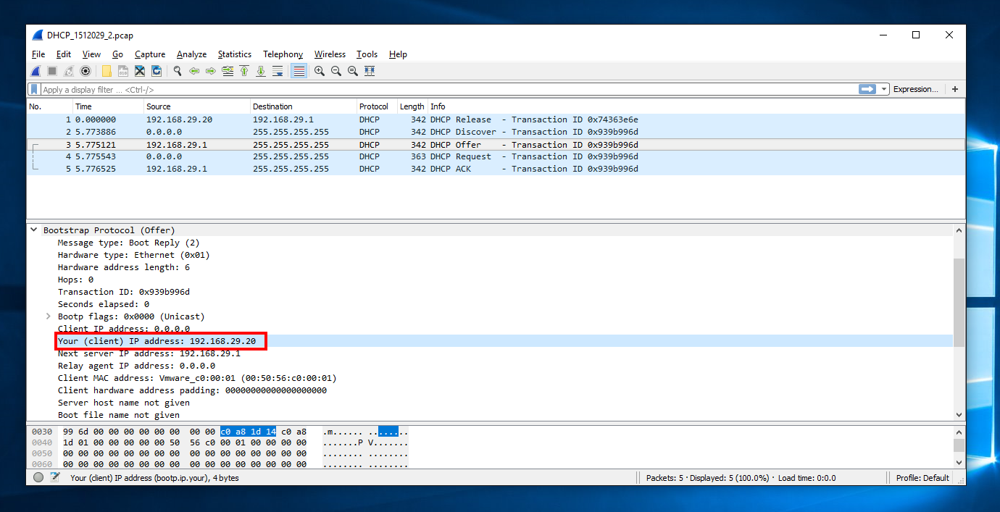 DHCP_1512029_2.pcap
File Edit View Go Capture Analyze Statistics Telephony Wireless Tools Help
Apply a display filter ... <Ctrl-/> Expression... +
No. Time Source Destination Protocol Length Info
1 0.000000 192.168.29.20 192.168.29.1 DHCP 342 DHCP Release - Transaction ID 0x74363e6e
2 5.773886 0.0.0.0 255.255.255.255 DHCP 342 DHCP Discover - Transaction ID 0x939b996d
3 5.775121 192.168.29.1 255.255.255.255 DHCP 342 DHCP Offer - Transaction ID 0x939b996d
4 5.775543 0.0.0.0 255.255.255.255 DHCP 363 DHCP Request - Transaction ID 0x939b996d
5 5.776525 192.168.29.1 255.255.255.255 DHCP 342 DHCP ACK - Transaction ID 0x939b996d
Bootstrap Protocol (Offer)
Message type: Boot Reply (2)
Hardware type: Ethernet (0x01)
Hardware address length: 6
Hops: 0
Transaction ID: 0x939b996d
Seconds elapsed: 0
Bootp flags: 0x0000 (Unicast)
Client IP address: 0.0.0.0
Your (client) IP address: 192.168.29.20
Next server IP address: 192.168.29.1
Relay agent IP address: 0.0.0.0
Client MAC address: Vmware_c0:00:01 (00:50:56:c0:00:01)
Client hardware address padding: 00000000000000000000
Server host name not given
Boot file name not given
0030 99 6d 00 00 00 00 00 00 00 00 c0 a8 1d 14 c0 a8 .m...... ........
0040 1d 01 00 00 00 00 00 50 56 c0 00 01 00 00 00 00 .......P V.......
0050 00 00 00 00 00 00 00 00 00 00 00 00 00 00 00 00 ........ ........
0060 00 00 00 00 00 00 00 00 00 00 00 00 00 00 00 00 ........ ........
Your (client) IP address (bootp.ip.your), 4 bytes Packets: 5 · Displayed: 5 (100.0%) · Load time: 0:0.0 Profile: Default